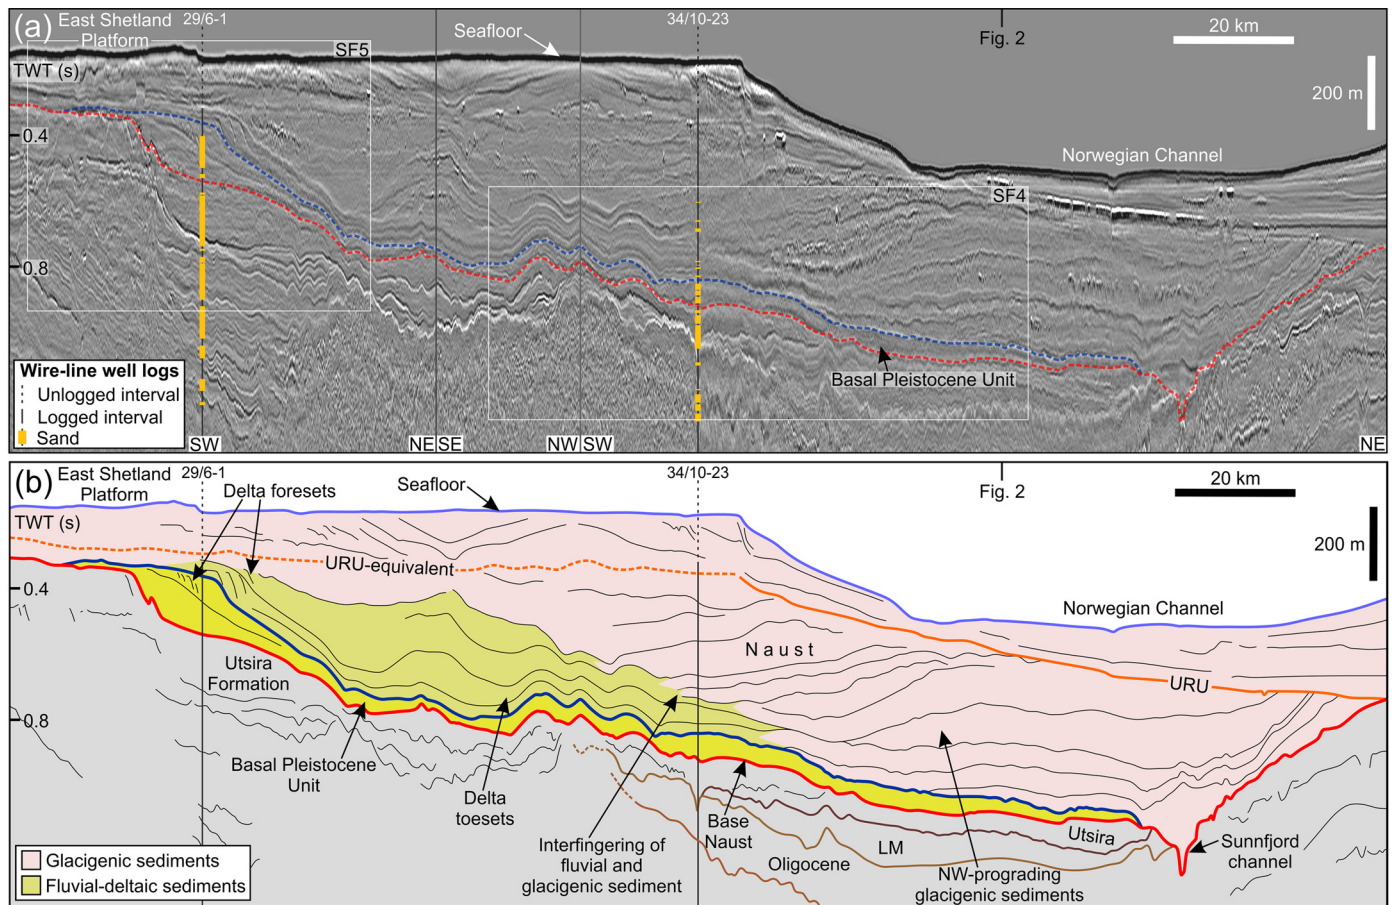 (a)
East Shetland
Platform
29/6-1
34/10-23
Seafloor
Fig. 2
20 km
SF5
TWT (s)
200 m
0.4
Norwegian Channel
SF4
0.8
Basal Pleistocene Unit
Wire-line well logs
Unlogged interval
Logged interval
Sand
SW
NE SE
NW SW
NE
(b)
East Shetland
Platform
29/6-1
Delta foresets
Seafloor
34/10-23
Fig. 2
20 km
TWT (s)
200 m
URU-equivalent
0.4
Norwegian Channel
Naust
Utsira
Formation
URU
0.8
Basal Pleistocene
Unit
Delta
toesets
Base
Naust
Utsira
LM
Oligocene
Interfingering of
fluvial and
glacigenic sediment
NW-prograding
glacigenic sediments
Sunnfjord
channel
Glacigenic sediments
Fluvial-deltaic sediments